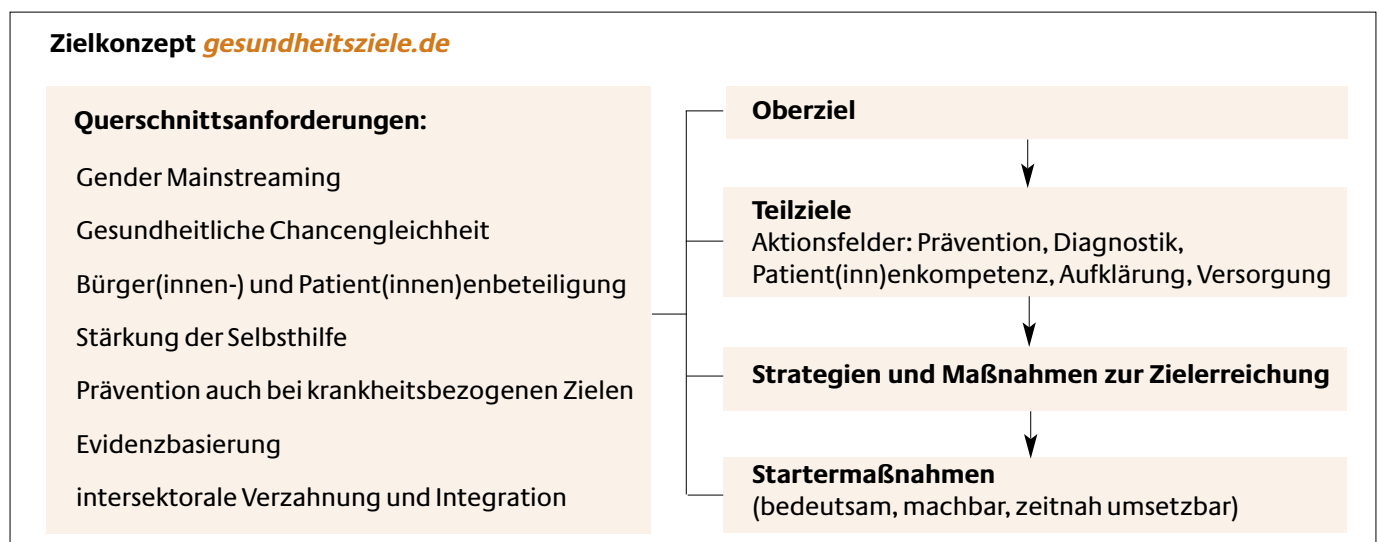 Zielkonzept gesundheitsziele.de
Querschnittsanforderungen:
Gender Mainstreaming
Gesundheitliche Chancengleichheit
Bürger(innen-) und Patient(innen)enbeteiligung
Stärkung der Selbsthilfe
Prävention auch bei krankheitsbezogenen Zielen
Evidenzbasierung
intersektorale Verzahnung und Integration
Oberziel
Teilziele
Aktionsfelder: Prävention, Diagnostik,
Patient(inn)enkompetenz, Aufklärung, Versorgung
Strategien und Maßnahmen zur Zielerreichung
Startermaßnahmen
(bedeutsam, machbar, zeitnah umsetzbar)